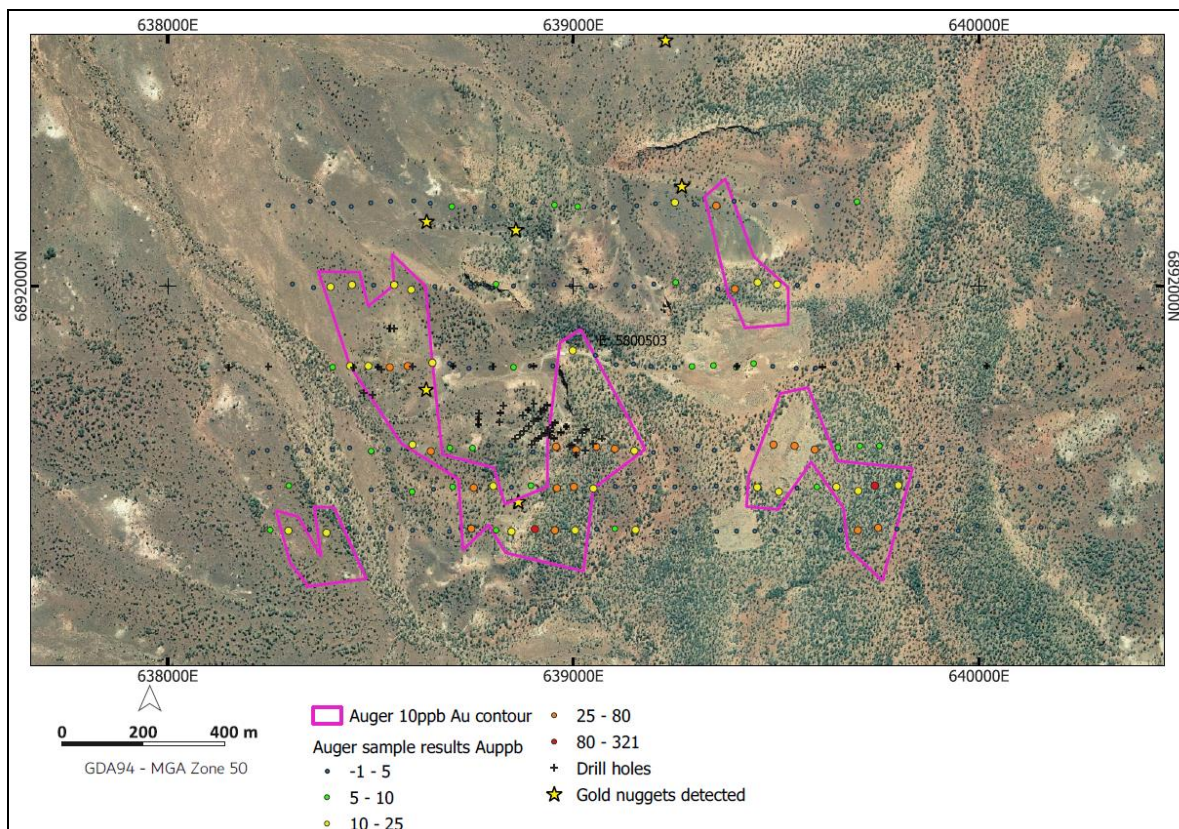 638000E 639000E 640000E
6892000N 6892000N
E 5800503
638000E 639000E 640000E
0 200 400 m
GDA94 - MGA Zone 50
Auger 10ppb Au contour
Auger sample results Auppb
-1 - 5
5 - 10
10 - 25
25 - 80
80 - 321
Drill holes
Gold nuggets detected